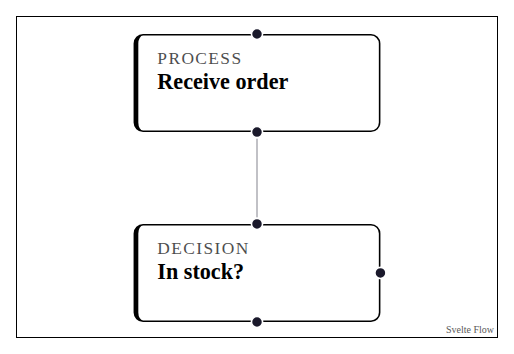 PROCESS
Receive order
DECISION
In stock?
Svelte Flow